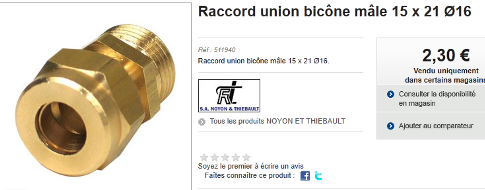 Raccord union bicône mâle 15 x 21 Ø16
Réf : 511940
Raccord union bicône mâle 15 x 21 Ø16.
S.A. NOYON & THIEBAULT
Tous les produits NOYON ET THIEBAULT
Soyez le premier à écrire un avis
Faîtes connaître ce produit :
2,30 €
Vendu uniquement
dans certains magasins
Consulter la disponibilité
en magasin
Ajouter au comparateur